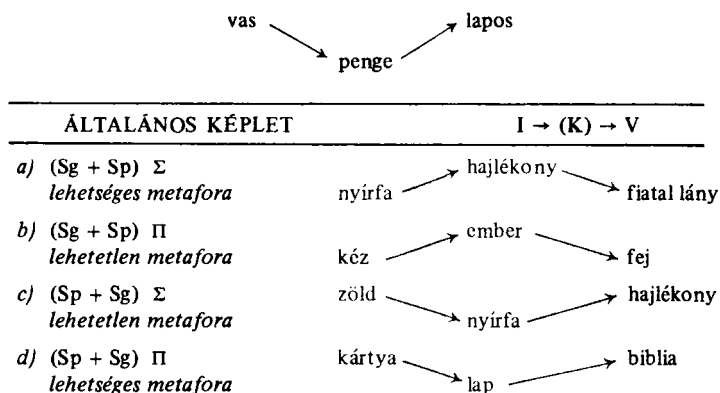 vas lapos
penge
ÁLTALÁNOS KÉPLET I → (K) → V
a) (Sg + Sp) Σ hajlékony
lehetséges metafora nyírfa fiatal lány
b) (Sg + Sp) Π ember
lehetetlen metafora kéz fej
c) (Sp + Sg) Σ zöld hajlékony
lehetetlen metafora nyírfa
d) (Sp + Sg) Π kártya biblia
lehetséges metafora lap